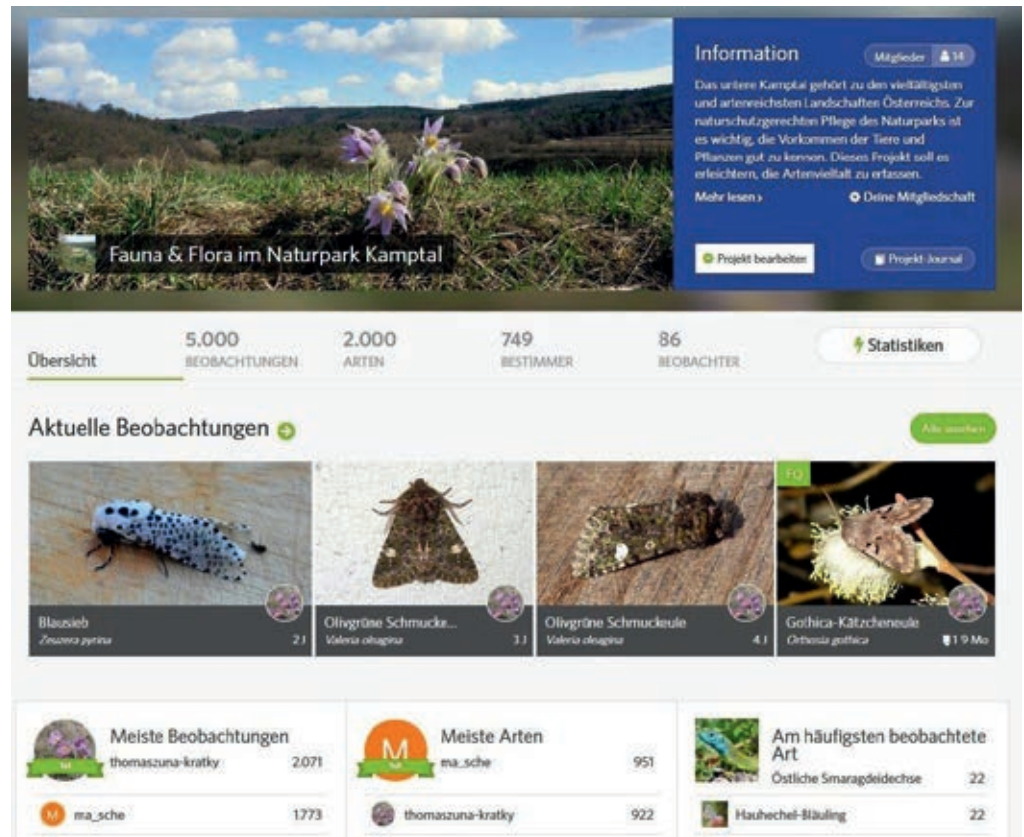 Information
Mitglieder 14
Das untere Kamptal gehört zu den vielfältigsten
und artenreichsten Landschaften Österreichs. Zur
naturschutzgerechten Pflege des Naturparks ist
es wichtig, die Vorkommen der Tiere und
Pflanzen gut zu kennen. Dieses Projekt soll es
erleichtern, die Artenvielfalt zu erfassen.
Mehr lesen ›
Deine Mitgliedschaft
Fauna & Flora im Naturpark Kamptal
Projekt bearbeiten
Projekt-Journal
Übersicht
5.000
BEOBACHTUNGEN
2.000
ARTEN
749
BESTIMMER
86
BEOBACHTER
Statistiken
Aktuelle Beobachtungen
Alle ansehen
Blausieb
Zeuzera pyrina
2 J
Olivgrüne Schmucke...
Valeria oleagina
3 J
Olivgrüne Schmuckeule
Valeria oleagina
4 J
FQ
Gothica-Kätzcheneule
Orthosia gothica
1 9 Mo
Meiste Beobachtungen
thomaszuna-kratky 2.071
M ma_sche 1773
M
Meiste Arten
ma_sche 951
thomaszuna-kratky 922
Am häufigsten beobachtete
Art
Östliche Smaragdeidechse 22
Hauhechel-Bläuling 22